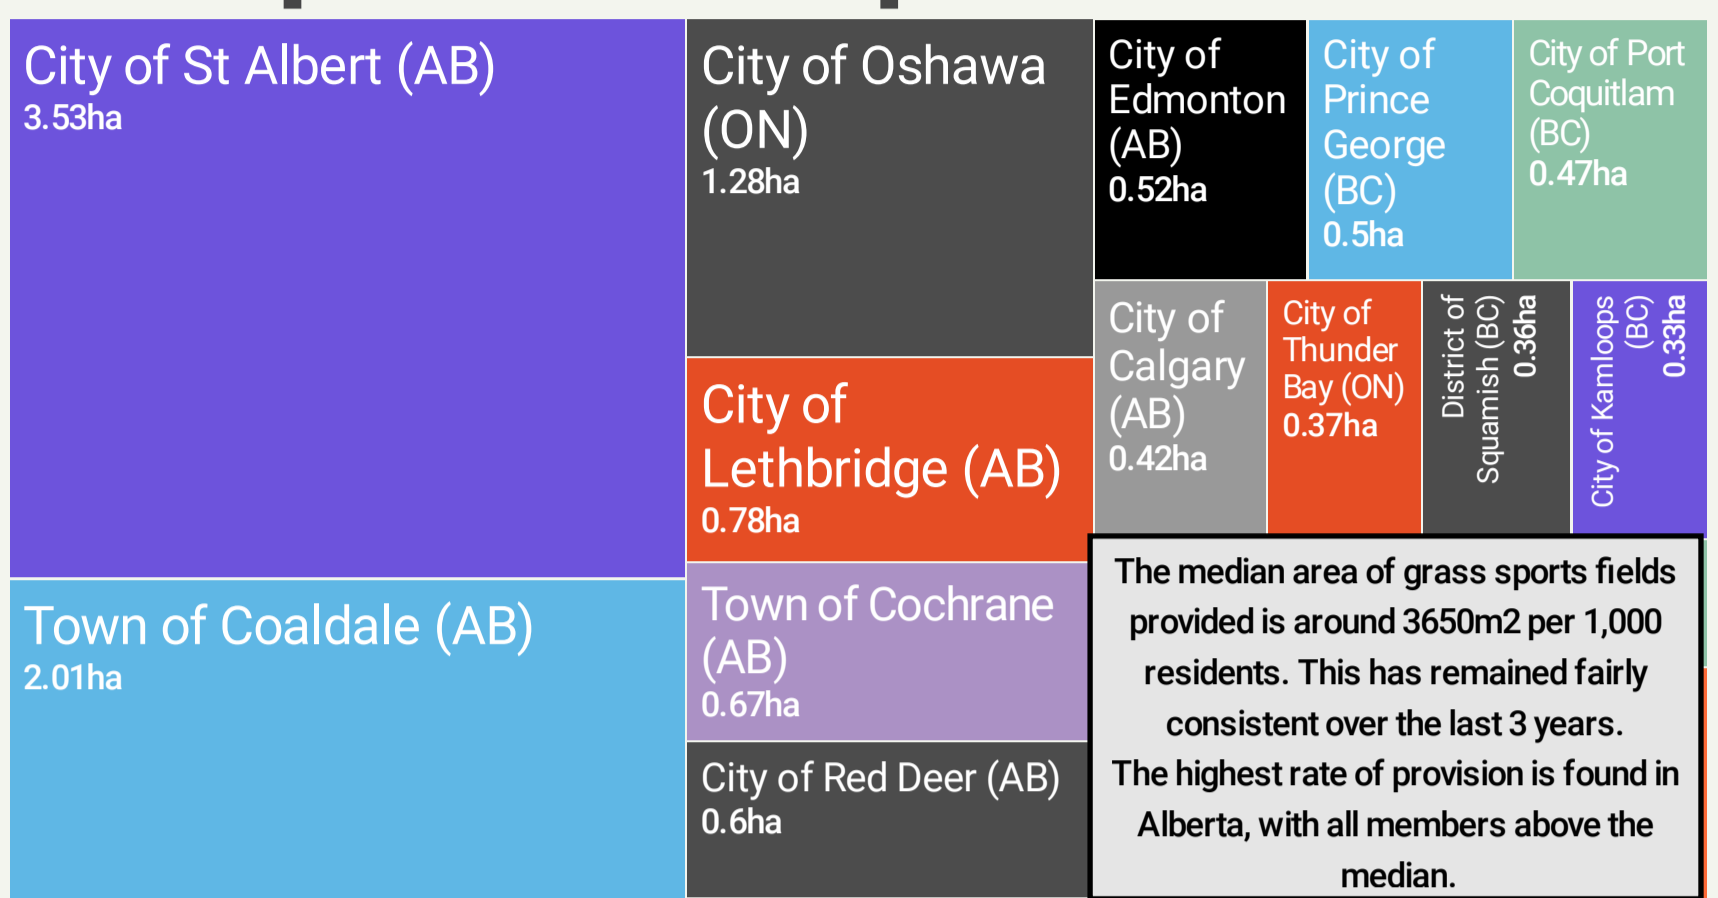 City of St Albert (AB)
3.53ha
Town of Coaldale (AB)
2.01ha
City of Oshawa
(ON)
1.28ha
City of
Lethbridge (AB)
0.78ha
Town of Cochrane
(AB)
0.67ha
City of Red Deer (AB)
0.6ha
City of
Edmonton
(AB)
0.52ha
City of
Prince
George
(BC)
0.5ha
City of Port
Coquitlam
(BC)
0.47ha
City of
Calgary
(AB)
0.42ha
City of
Thunder
Bay (ON)
0.37ha
District of
Squamish (BC)
0.36ha
City of Kamloops
(BC)
0.33ha
The median area of grass sports fields
provided is around 3650m2 per 1,000
residents. This has remained fairly
consistent over the last 3 years.
The highest rate of provision is found in
Alberta, with all members above the
median.